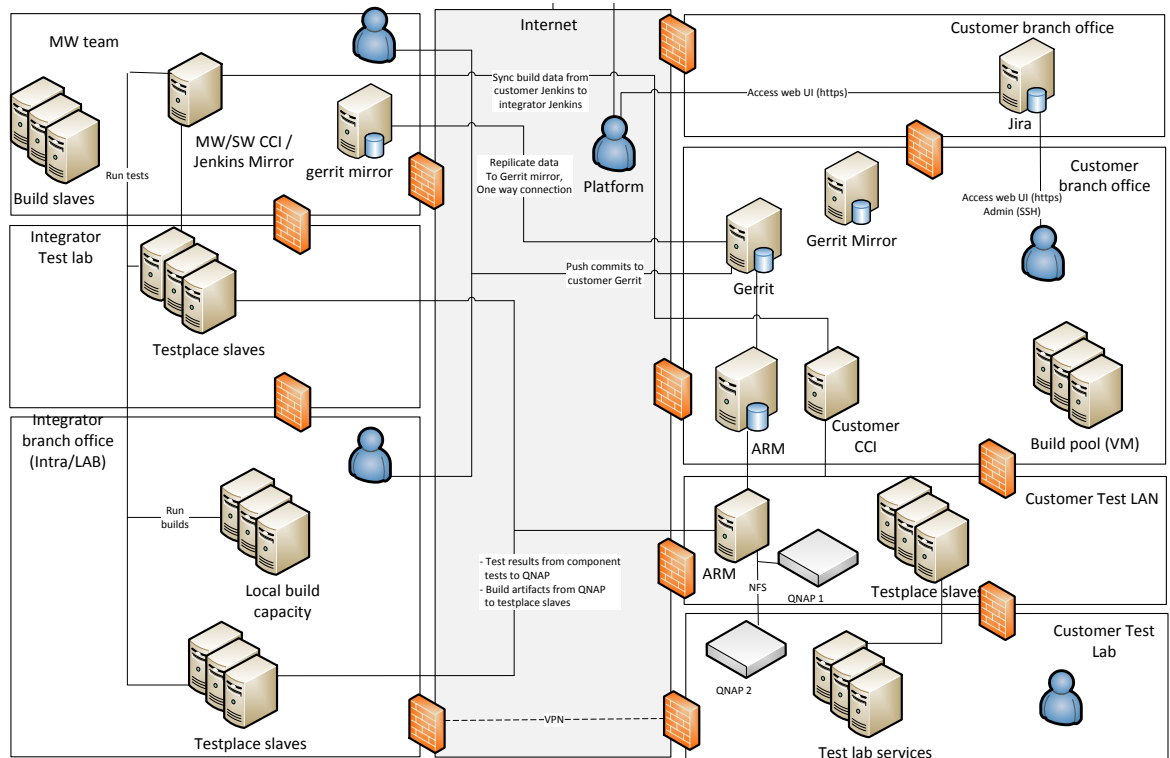 MW team
Build slaves
Run tests
MW/SW CCI /
Jenkins Mirror
gerrit mirror
Integrator
Test lab
Testplace slaves
Integrator
branch office
(Intra/LAB)
Run
builds
Local build
capacity
Testplace slaves
Internet
Sync build data from
customer Jenkins to
integrator Jenkins
Replicate data
To Gerrit mirror,
One way connection
Platform
Push commits to
customer Gerrit
- Test results from component
tests to QNAP
- Build artifacts from QNAP
to testplace slaves
VPN
Customer branch office
Access web UI (https)
Jira
Customer
branch office
Access web UI (https)
Admin (SSH)
Gerrit Mirror
Gerrit
ARM
Customer
CCI
Build pool (VM)
Customer Test LAN
ARM
NFS
QNAP 1
Testplace slaves
Customer Test
Lab
QNAP 2
Test lab services